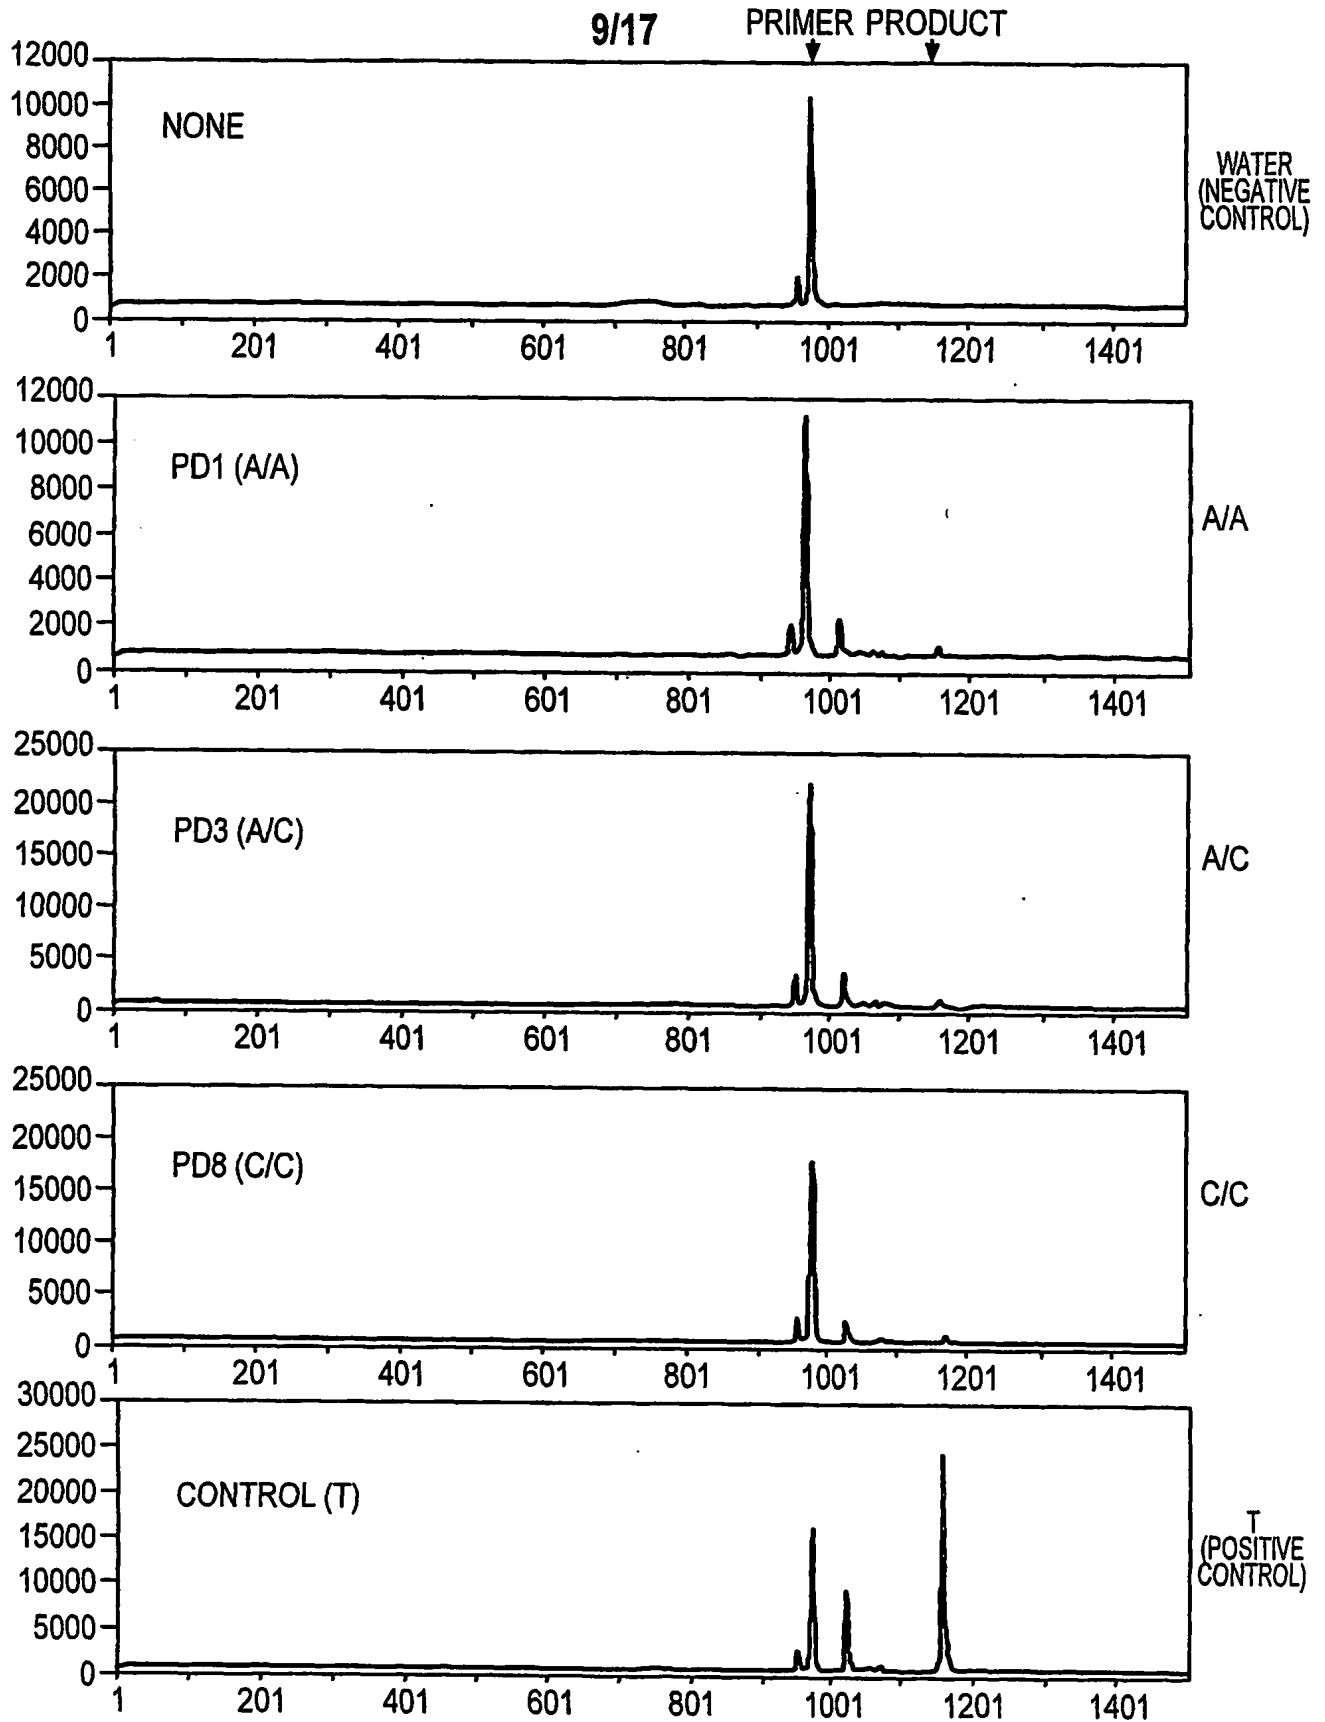 9/17
PRIMER PRODUCT
12000
10000
8000
6000
4000
2000
0
NONE
WATER
(NEGATIVE
CONTROL)
1 201 401 601 801 1001 1201 1401
12000
10000
8000
6000
4000
2000
0
PD1 (A/A)
A/A
1 201 401 601 801 1001 1201 1401
25000
20000
15000
10000
5000
0
PD3 (A/C)
A/C
1 201 401 601 801 1001 1201 1401
25000
20000
15000
10000
5000
0
PD8 (C/C)
C/C
1 201 401 601 801 1001 1201 1401
30000
25000
20000
15000
10000
5000
0
CONTROL (T)
T
(POSITIVE
CONTROL)
1 201 401 601 801 1001 1201 1401